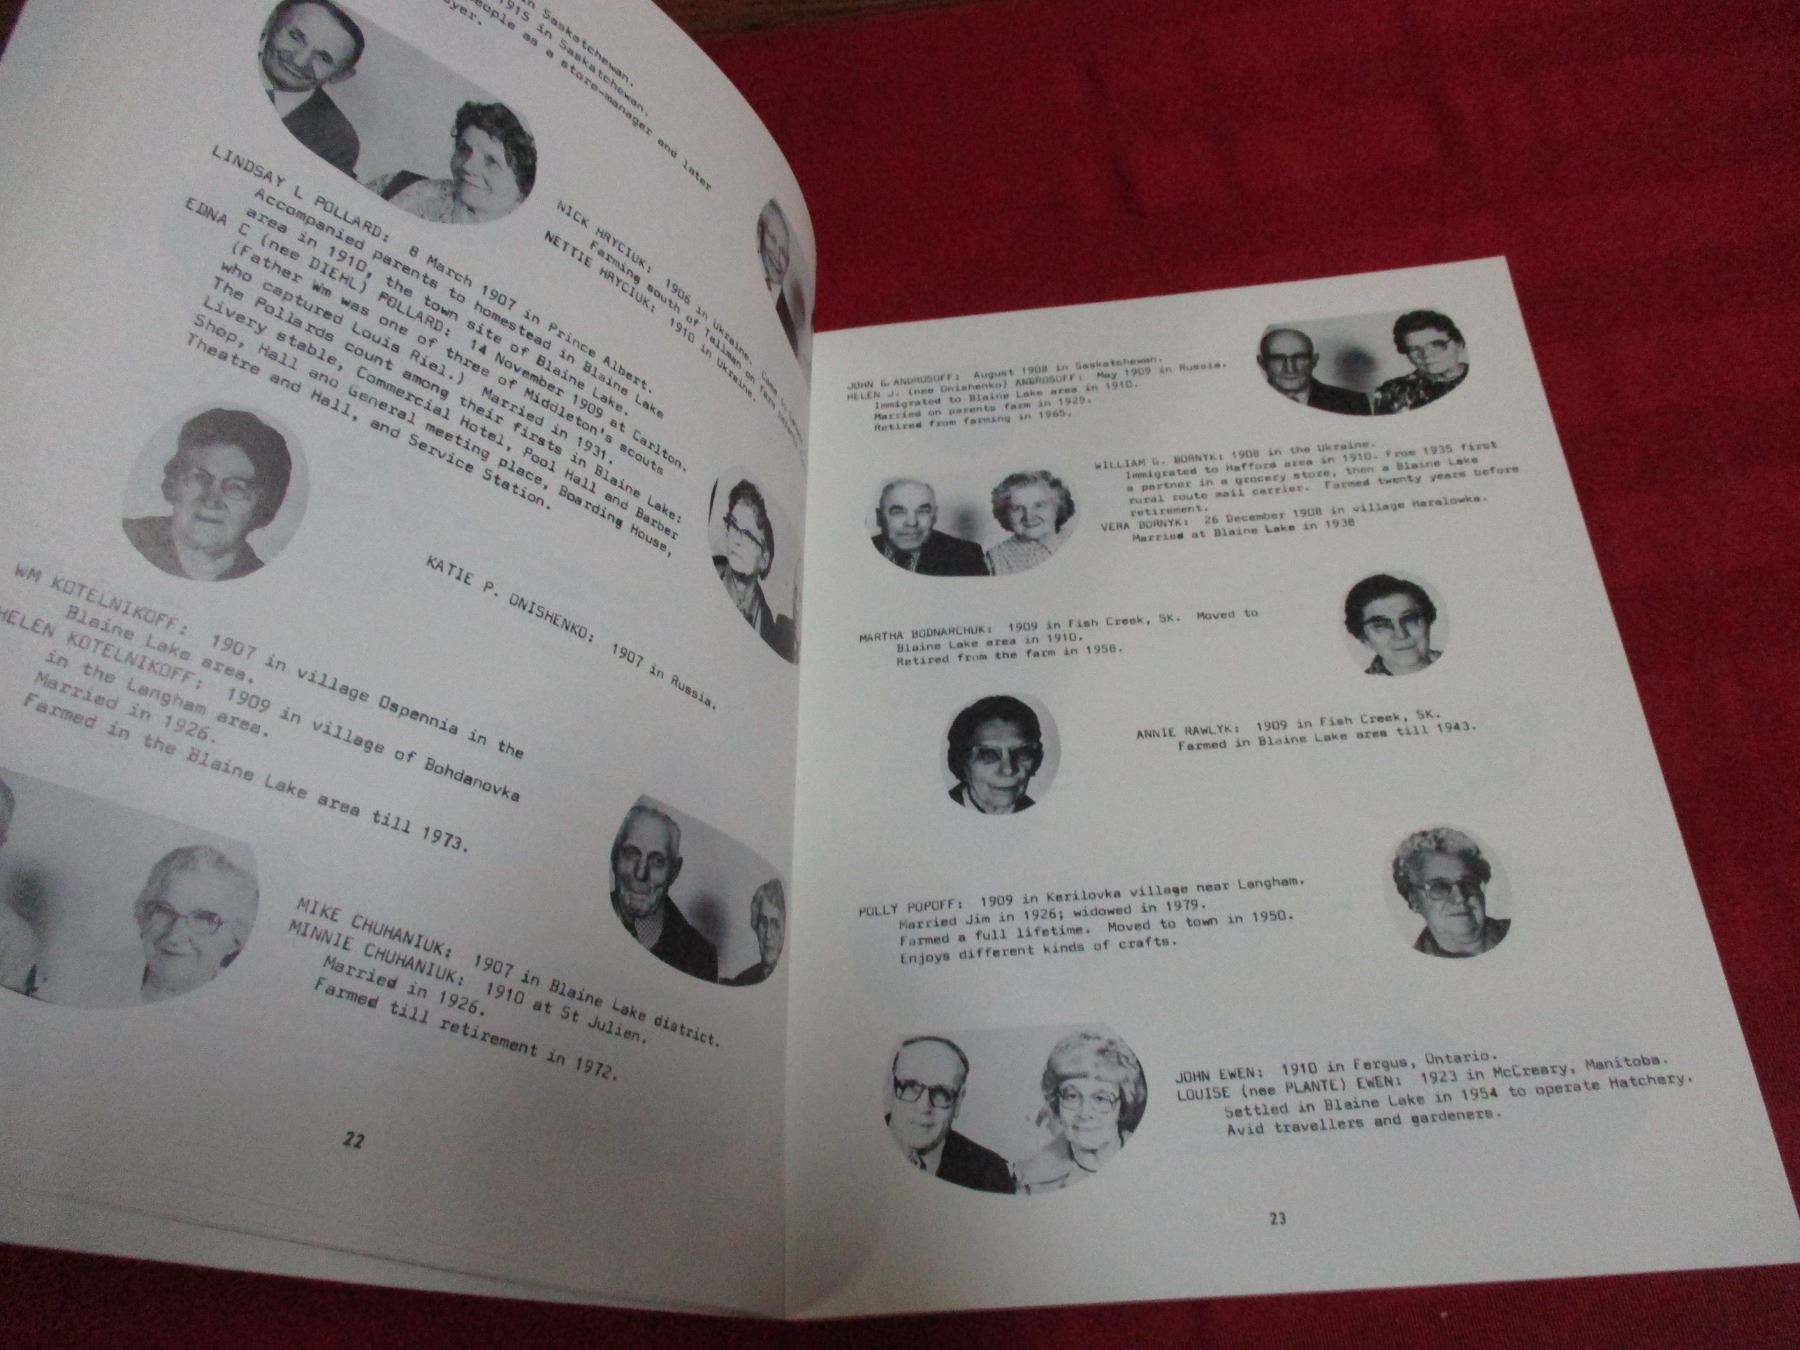 in Saskatchewan.
1915 in Saskatchewan.
people as a store-manager and later
LINDSAY L POLLARD: 8 March 1907 in Prince Albert.
Accompanied parents to homestead in Blaine Lake
area in 1910, the town site of Blaine Lake.
EDNA C (nee DIEHL) POLLARD: 14 November 1909 at Carlton.
(Father Wm was one of three of Middleton's scouts
who captured Louis Riel.) Married in 1931.
The Pollards count among their firsts in Blaine Lake:
Livery stable, Commercial Hotel, Pool Hall and Barber
Shop, Hall and General meeting place, Boarding House,
Theatre and Hall, and Service Station.
NICK HRYCIUK: 1906 in Ukraine. Came to
Farming south of Tallman on farm
NETTIE HRYCIUK: 1910 in Ukraine.
KATIE P. ONISHENKO: 1907 in Russia.
WM KOTELNIKOFF: 1907 in village Ospennia in the
Blaine Lake area.
HELEN KOTELNIKOFF: 1909 in village of Bohdanovka
in the Langham area.
Married in 1926.
Farmed in the Blaine Lake area till 1973.
MIKE CHUHANIUK: 1907 in Blaine Lake district.
MINNIE CHUHANIUK: 1910 at St Julien.
Married in 1926.
Farmed till retirement in 1972.
22
JOHN G. ANDROSOFF: August 1908 in Saskatchewan.
HELEN J. (nee Onishenko) ANDROSOFF: May 1909 in Russia.
Immigrated to Blaine Lake area in 1910.
Married on parents farm in 1929.
Retired from farming in 1965.
WILLIAM G. BORNYK: 1908 in the Ukraine.
Immigrated to Hafford area in 1910. From 1935 first
a partner in a grocery store, then a Blaine Lake
rural route mail carrier. Farmed twenty years before
retirement.
VERA BORNYK: 26 December 1908 in village Haralowka.
Married at Blaine Lake in 1938
MARTHA BODNARCHUK: 1909 in Fish Creek, SK. Moved to
Blaine Lake area in 1910.
Retired from the farm in 1958.
ANNIE RAWLYK: 1909 in Fish Creek, SK.
Farmed in Blaine Lake area till 1943.
POLLY POPOFF: 1909 in Kerilovka village near Langham.
Married Jim in 1926; widowed in 1979.
Farmed a full lifetime. Moved to town in 1950.
Enjoys different kinds of crafts.
JOHN EWEN: 1910 in Fergus, Ontario.
LOUISE (nee PLANTE) EWEN: 1923 in McCreary, Manitoba.
Settled in Blaine Lake in 1954 to operate Hatchery.
Avid travellers and gardeners.
23